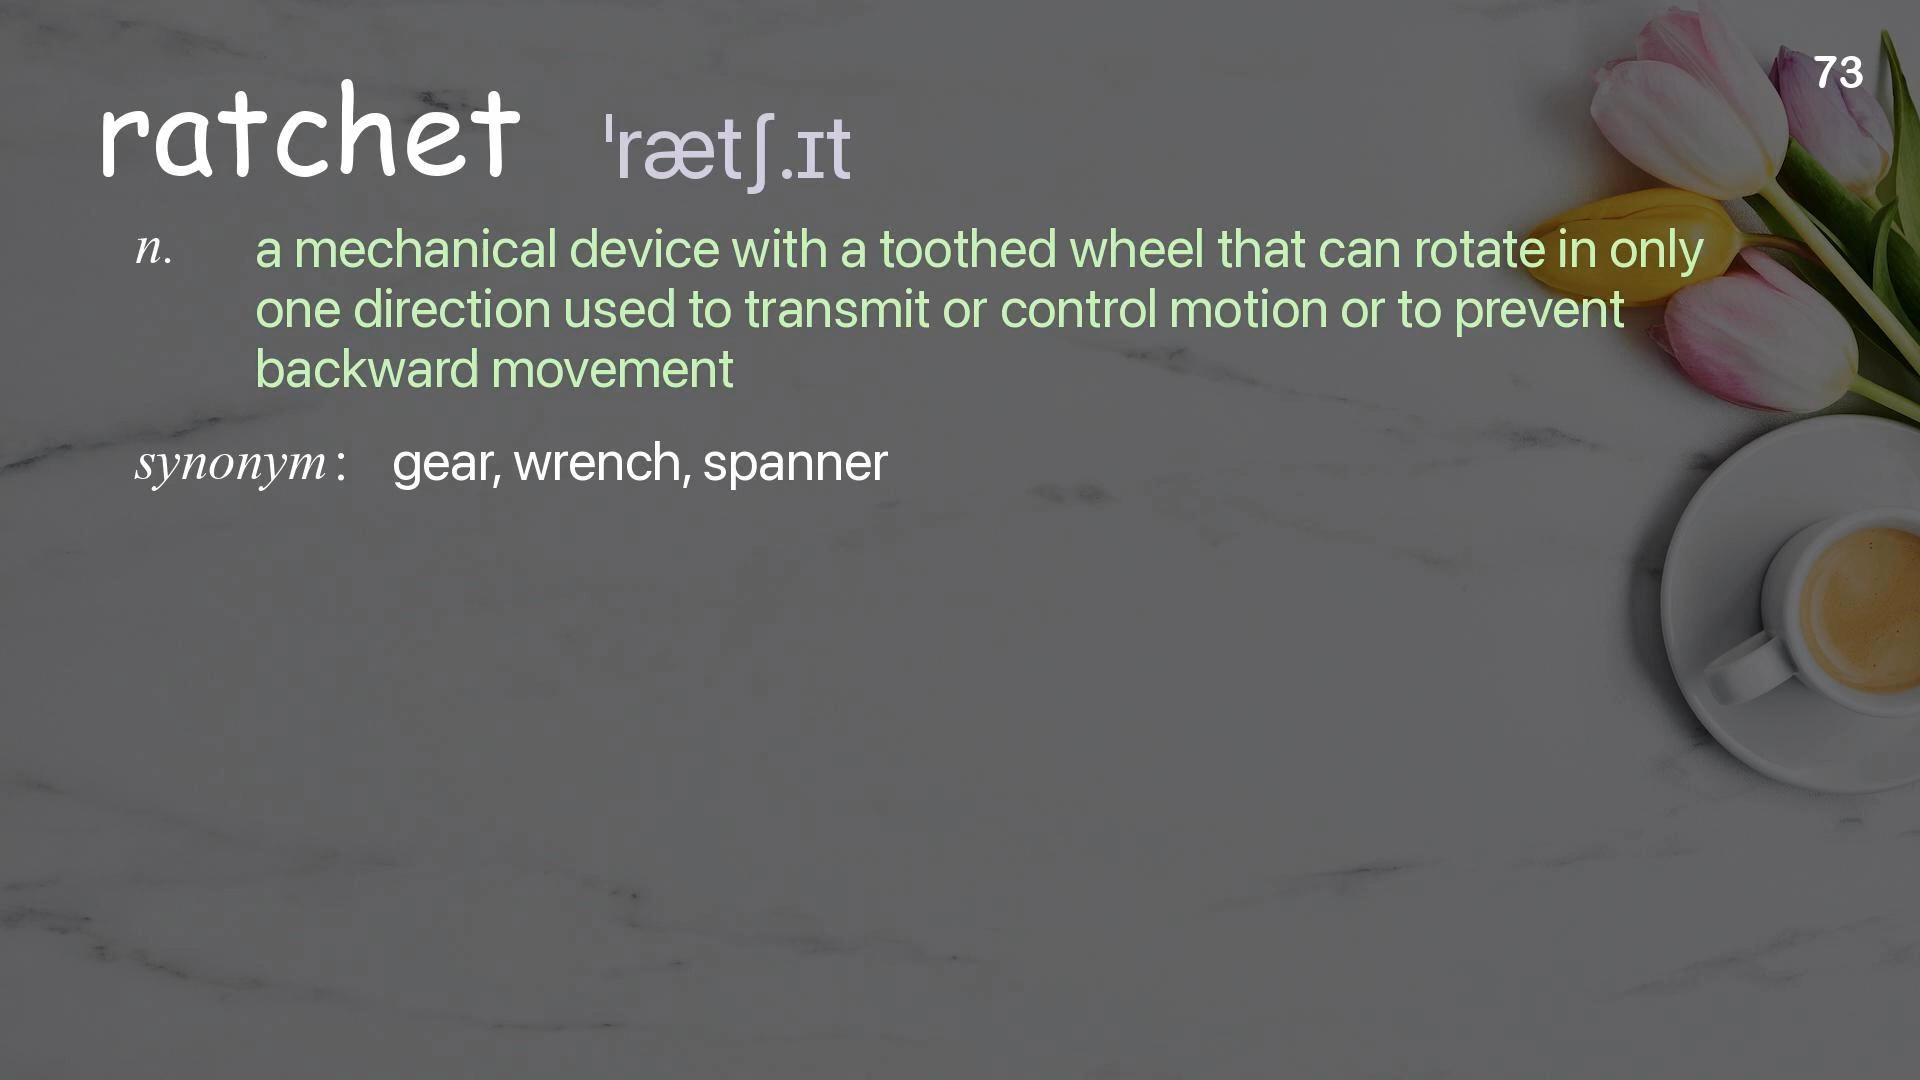 73
ratchet ˈrætʃ.ɪt
n. a mechanical device with a toothed wheel that can rotate in only
one direction used to transmit or control motion or to prevent
backward movement
synonym: gear, wrench, spanner